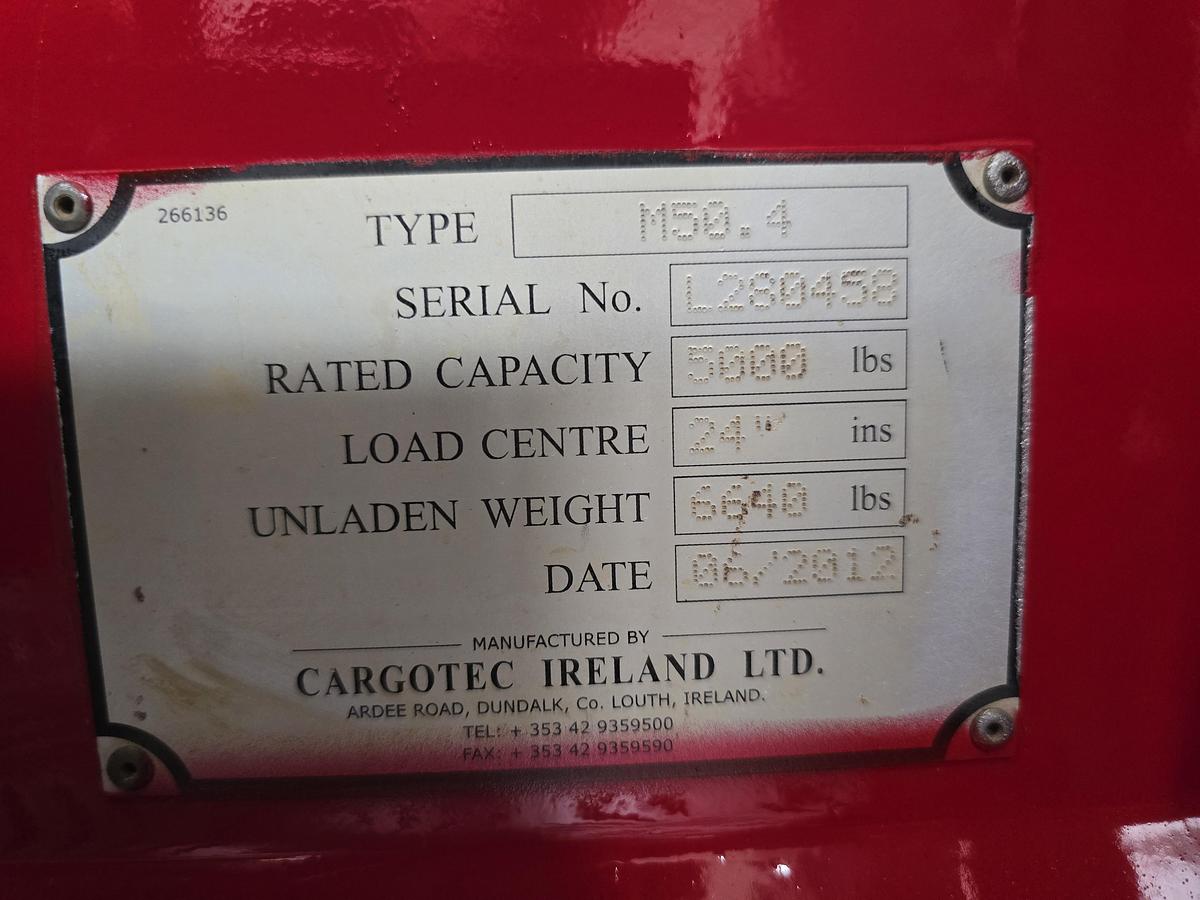 266136
TYPE M50.4
SERIAL No. L280458
RATED CAPACITY 5000 lbs
LOAD CENTRE 24" ins
UNLADEN WEIGHT 6640 lbs
DATE 06/2012
MANUFACTURED BY
CARGOTEC IRELAND LTD.
ARDEE ROAD, DUNDALK, Co. LOUTH, IRELAND.
TEL: + 353 42 9359500
FAX: + 353 42 9359590